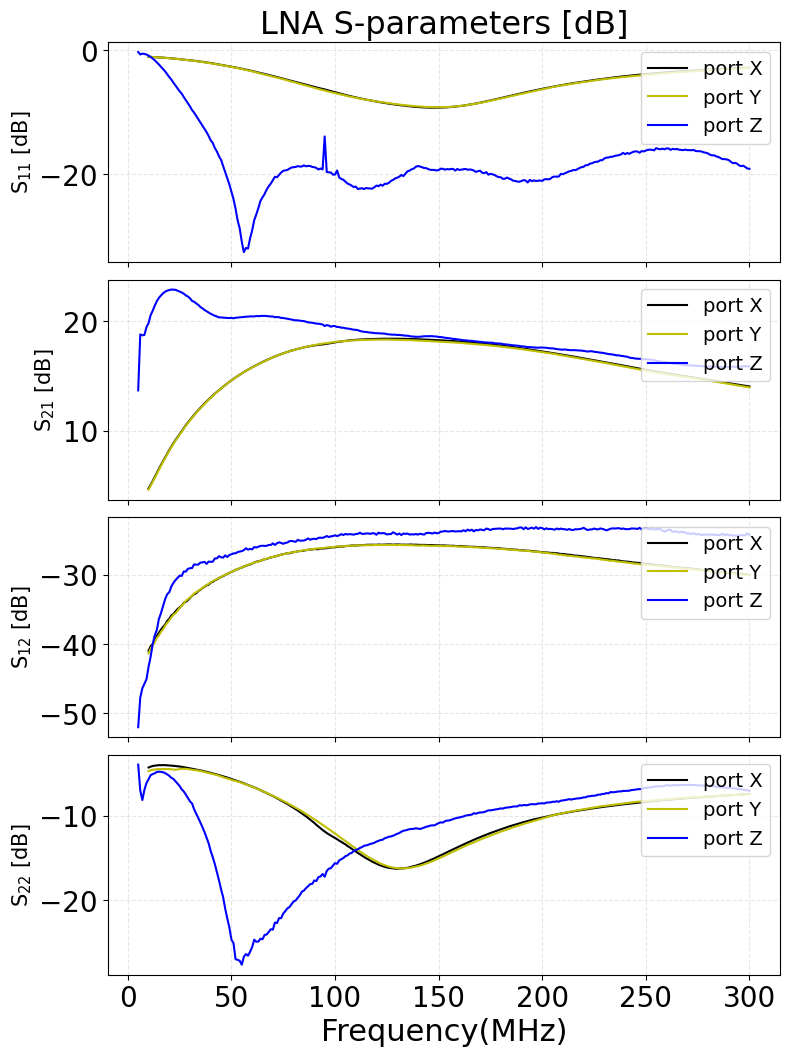 LNA S-parameters [dB]
S11 [dB]
0
−20
port X
port Y
port Z
S21 [dB]
20
10
port X
port Y
port Z
S12 [dB]
−30
−40
−50
port X
port Y
port Z
S22 [dB]
−10
−20
port X
port Y
port Z
0 50 100 150 200 250 300
Frequency(MHz)